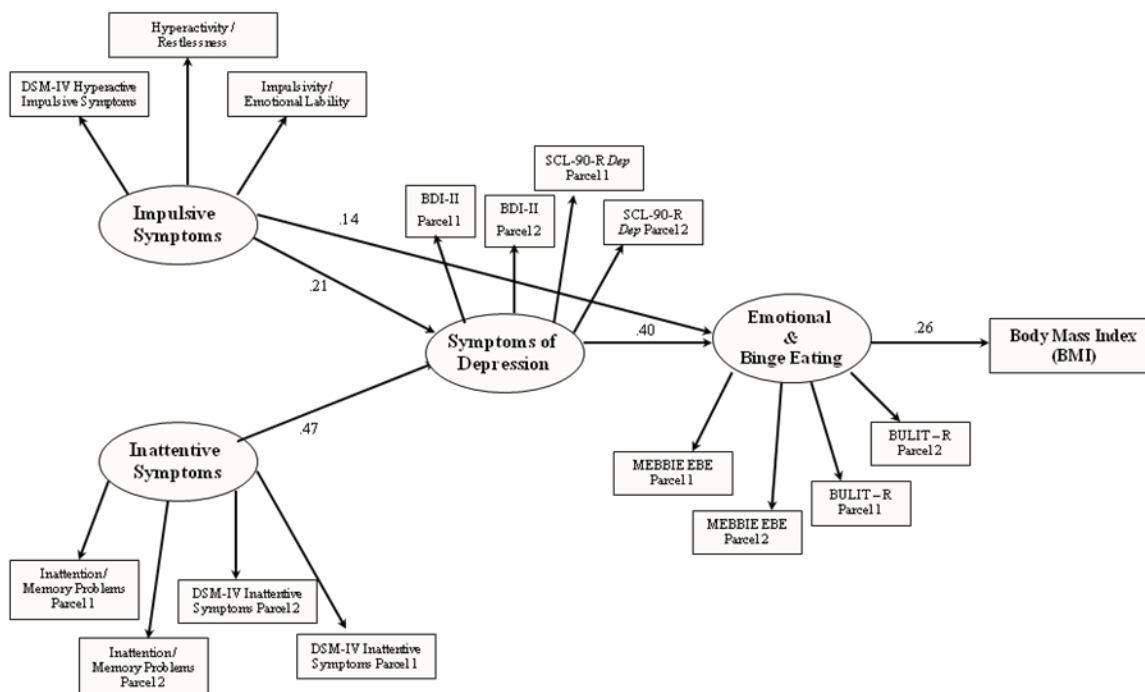 Hyperactivity /
Restlessness
DSM-IV Hyperactive
Impulsive Symptoms
Impulsivity /
Emotional Lability
Impulsive
Symptoms
.14
.21
BDI-II
Parcel 1
BDI-II
Parcel 2
SCL-90-R Dep
Parcel 1
SCL-90-R
Dep Parcel 2
Symptoms of
Depression
.40
Emotional
&
Binge Eating
.26
Body Mass Index
(BMI)
.47
Inattentive
Symptoms
MEBBIE EBE
Parcel 1
MEBBIE EBE
Parcel 2
BULIT – R
Parcel 1
BULIT – R
Parcel 2
Inattention/
Memory Problems
Parcel 1
Inattention/
Memory Problems
Parcel 2
DSM-IV Inattentive
Symptoms Parcel 2
DSM-IV Inattentive
Symptoms Parcel 1